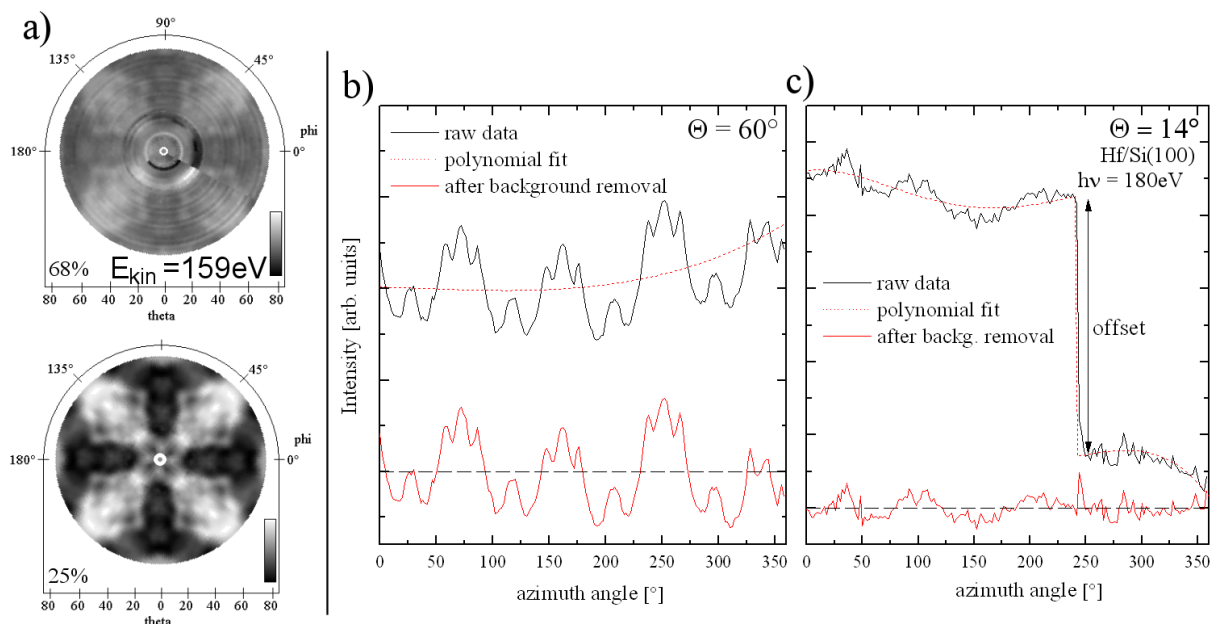 a)
90°
135°
45°
phi
180°
0°
68%
E_kin =159eV
80 60 40 20 0 20 40 60 80
theta
135°
45°
phi
180°
0°
25%
80 60 40 20 0 20 40 60 80
theta
b)
Θ = 60°
raw data
polynomial fit
after background removal
Intensity [arb. units]
0 50 100 150 200 250 300 350
azimuth angle [°]
c)
Θ = 14°
Hf/Si(100)
hν = 180eV
raw data
polynomial fit
after backg. removal
offset
0 50 100 150 200 250 300 350
azimuth angle [°]